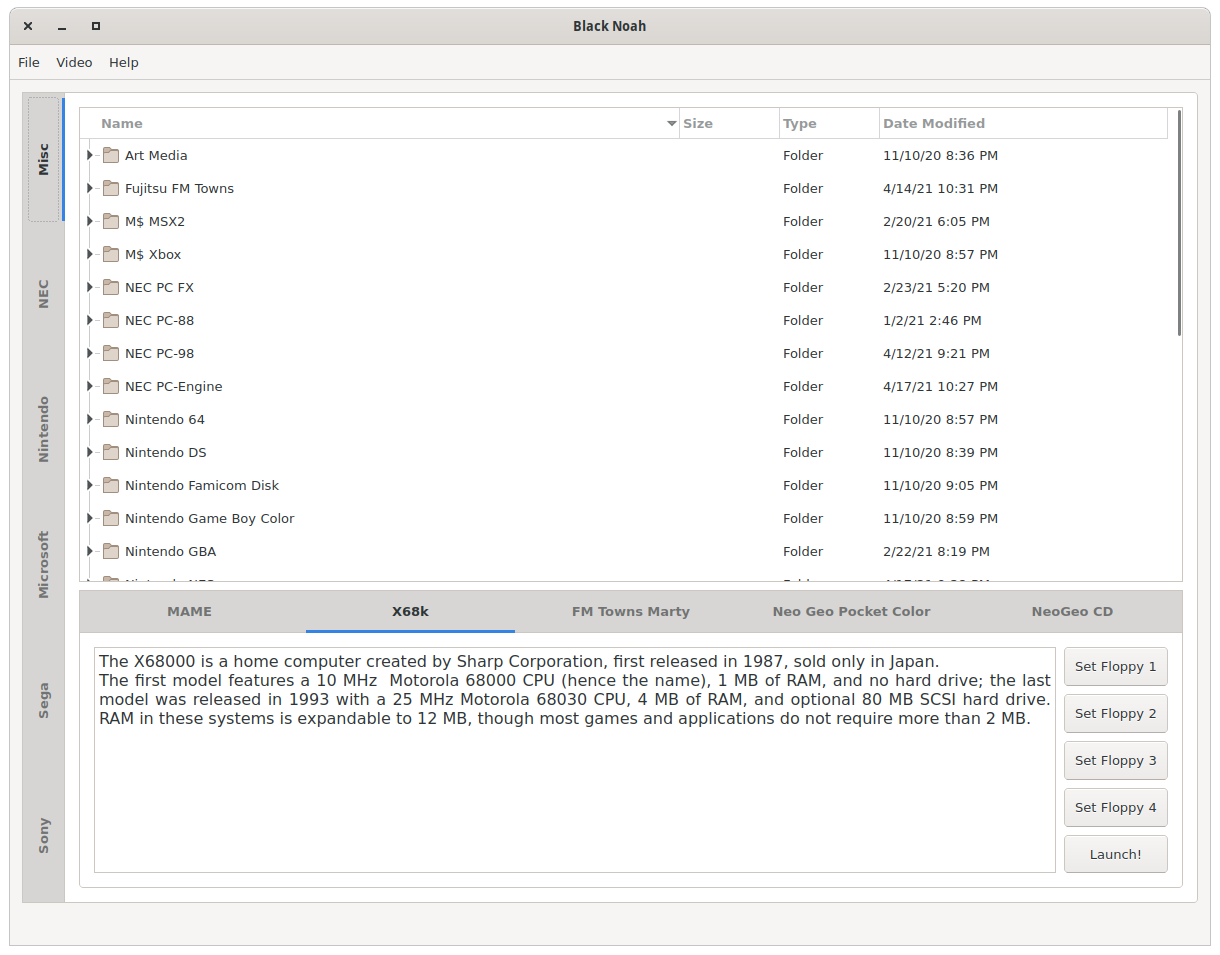 Black Noah
File Video Help
Misc
NEC
Nintendo
Microsoft
Sega
Sony
Name Size Type Date Modified
Art Media Folder 11/10/20 8:36 PM
Fujitsu FM Towns Folder 4/14/21 10:31 PM
M$ MSX2 Folder 2/20/21 6:05 PM
M$ Xbox Folder 11/10/20 8:57 PM
NEC PC FX Folder 2/23/21 5:20 PM
NEC PC-88 Folder 1/2/21 2:46 PM
NEC PC-98 Folder 4/12/21 9:21 PM
NEC PC-Engine Folder 4/17/21 10:27 PM
Nintendo 64 Folder 11/10/20 8:57 PM
Nintendo DS Folder 11/10/20 8:39 PM
Nintendo Famicom Disk Folder 11/10/20 9:05 PM
Nintendo Game Boy Color Folder 11/10/20 8:59 PM
Nintendo GBA Folder 2/22/21 8:19 PM
MAME X68k FM Towns Marty Neo Geo Pocket Color NeoGeo CD
The X68000 is a home computer created by Sharp Corporation, first released in 1987, sold only in Japan.
The first model features a 10 MHz  Motorola 68000 CPU (hence the name), 1 MB of RAM, and no hard drive; the last
model was released in 1993 with a 25 MHz Motorola 68030 CPU, 4 MB of RAM, and optional 80 MB SCSI hard drive.
RAM in these systems is expandable to 12 MB, though most games and applications do not require more than 2 MB.
Set Floppy 1
Set Floppy 2
Set Floppy 3
Set Floppy 4
Launch!